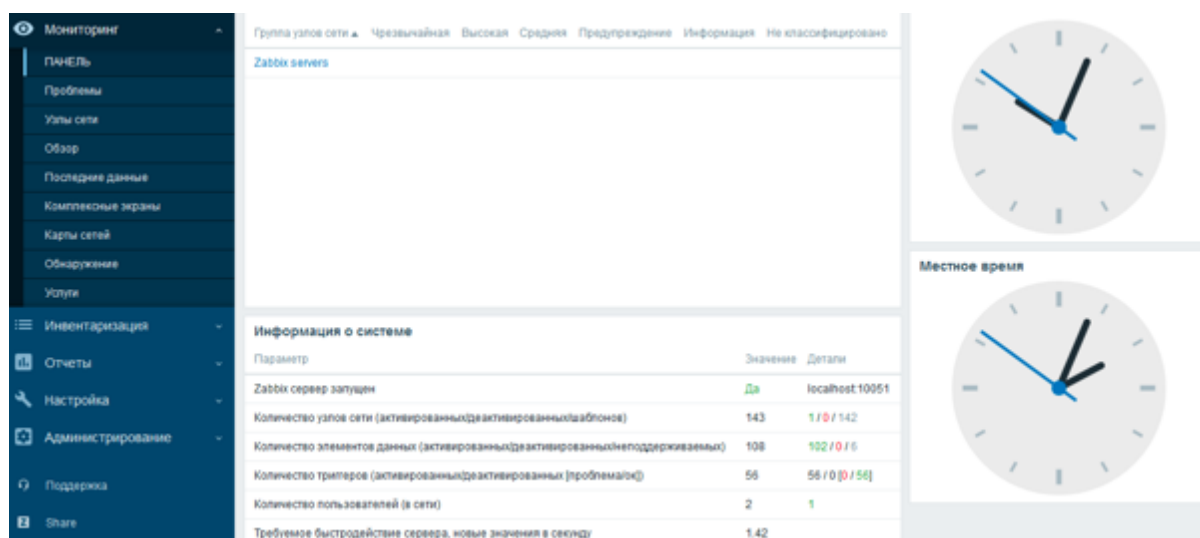 Мониторинг
ПАНЕЛЬ
Проблемы
Узлы сети
Обзор
Последние данные
Комплексные экраны
Карты сетей
Обнаружение
Услуги
Инвентаризация
Отчеты
Настройка
Администрирование
Поддержка
Z Share
Группа узлов сети ▲ Чрезвычайная Высокая Средняя Предупреждение Информация Не классифицировано
Zabbix servers
Информация о системе
Параметр Значение Детали
Zabbix сервер запущен Да localhost:10051
Количество узлов сети (активированных/деактивированных/шаблонов) 143 1 / 0 / 142
Количество элементов данных (активированных/деактивированных/неподдерживаемых) 108 102 / 0 / 6
Количество триггеров (активированных/деактивированных [проблема/ок]) 56 56 / 0 [0 / 56]
Количество пользователей (в сети) 2 1
Требуемое быстродействие сервера, новые значения в секунду 1.42
Местное время